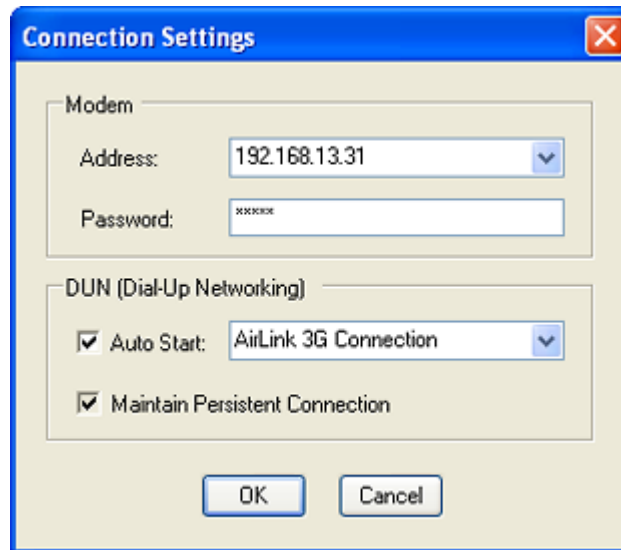 Connection Settings
Modem
Address: 192.168.13.31
Password: *****
DUN (Dial-Up Networking)
Auto Start: AirLink 3G Connection
Maintain Persistent Connection
OK Cancel